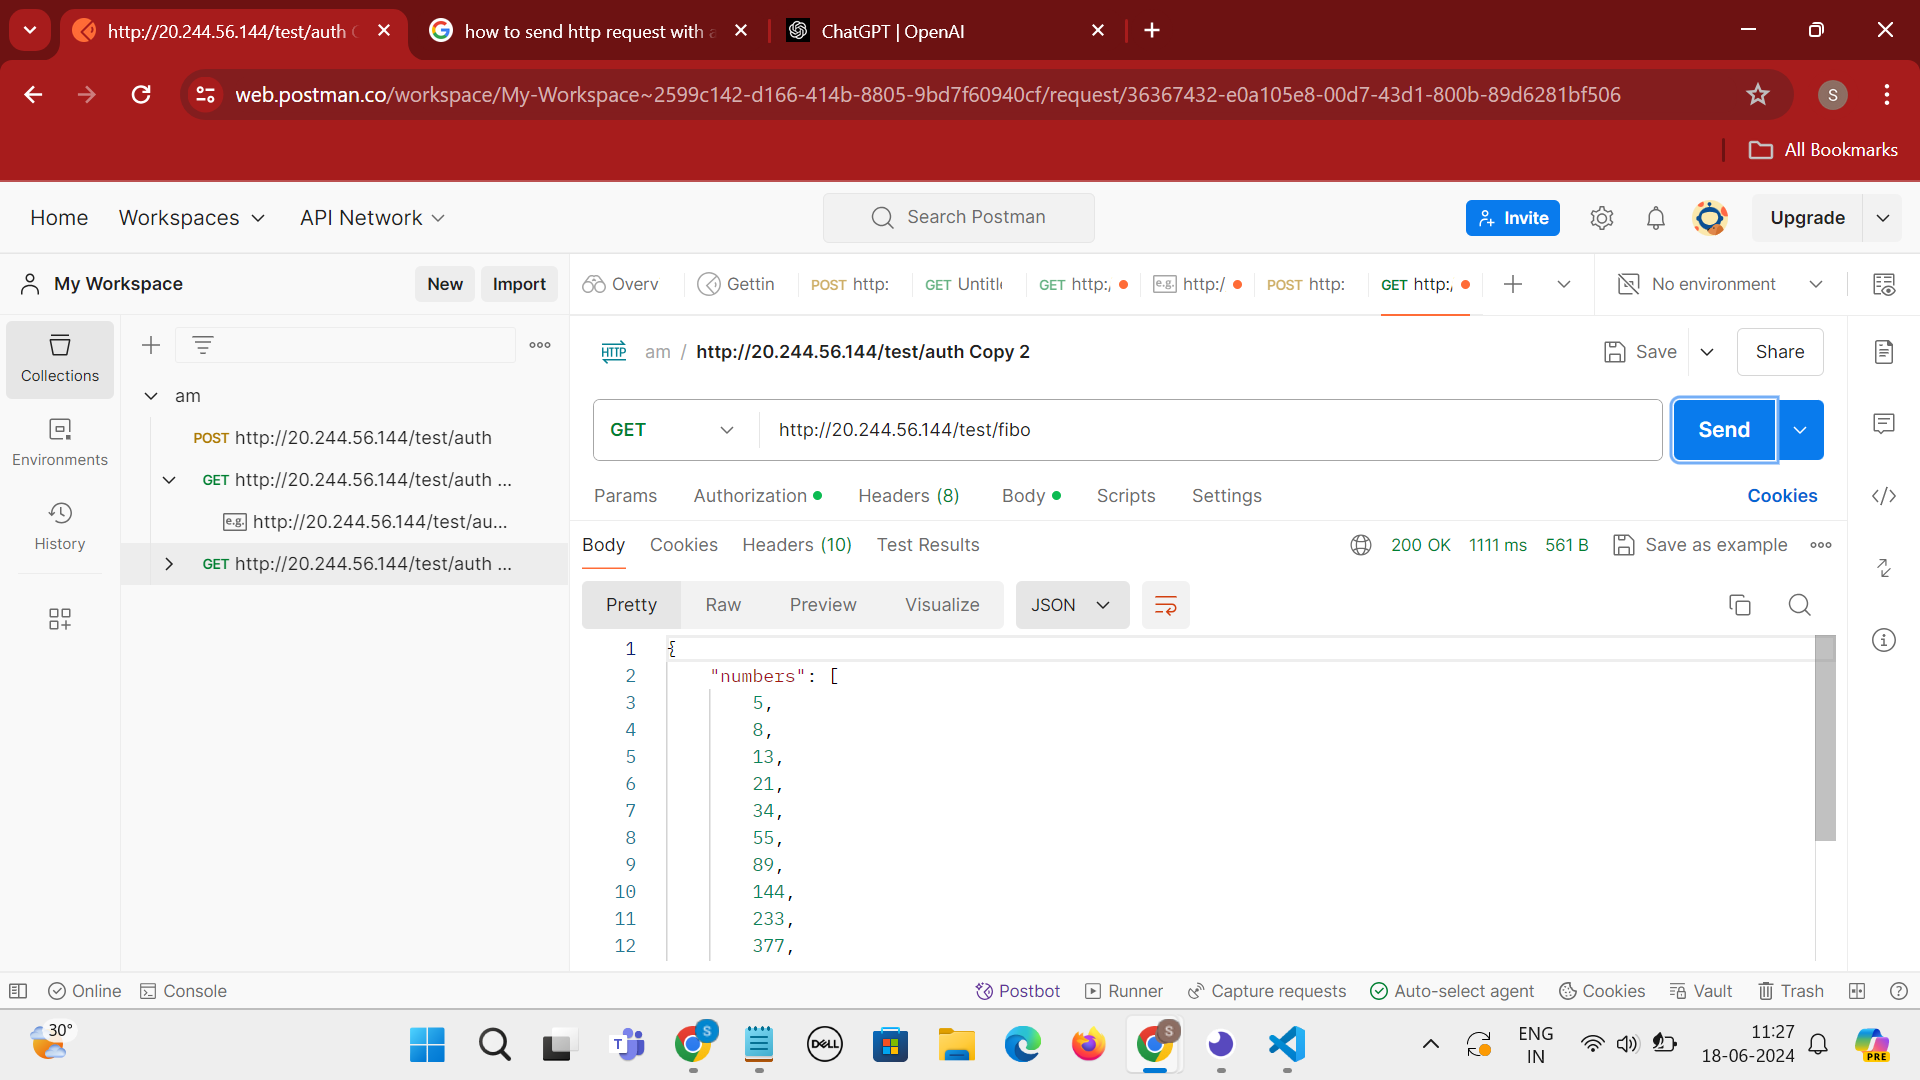 http://20.244.56.144/test/auth C
how to send http request with a
ChatGPT | OpenAI
web.postman.co/workspace/My-Workspace~2599c142-d166-414b-8805-9bd7f60940cf/request/36367432-e0a105e8-00d7-43d1-800b-89d6281bf506
S
All Bookmarks
Home Workspaces API Network
Search Postman
Invite
Upgrade
My Workspace
New Import
Overv Gettin POST http: GET Untitle GET http:/ e.g. http:/ POST http: GET http:/
No environment
Collections
Environments
History
am
POST http://20.244.56.144/test/auth
GET http://20.244.56.144/test/auth ...
e.g. http://20.244.56.144/test/au...
GET http://20.244.56.144/test/auth ...
HTTP am / http://20.244.56.144/test/auth Copy 2
Save Share
GET http://20.244.56.144/test/fibo Send
Params Authorization Headers (8) Body Scripts Settings Cookies
Body Cookies Headers (10) Test Results 200 OK 1111 ms 561 B Save as example
Pretty Raw Preview Visualize JSON
1 {
2 "numbers": [
3 5,
4 8,
5 13,
6 21,
7 34,
8 55,
9 89,
10 144,
11 233,
12 377,
Online Console Postbot Runner Capture requests Auto-select agent Cookies Vault Trash
30°
DELL
S
S
ENG
IN
11:27
18-06-2024
PRE